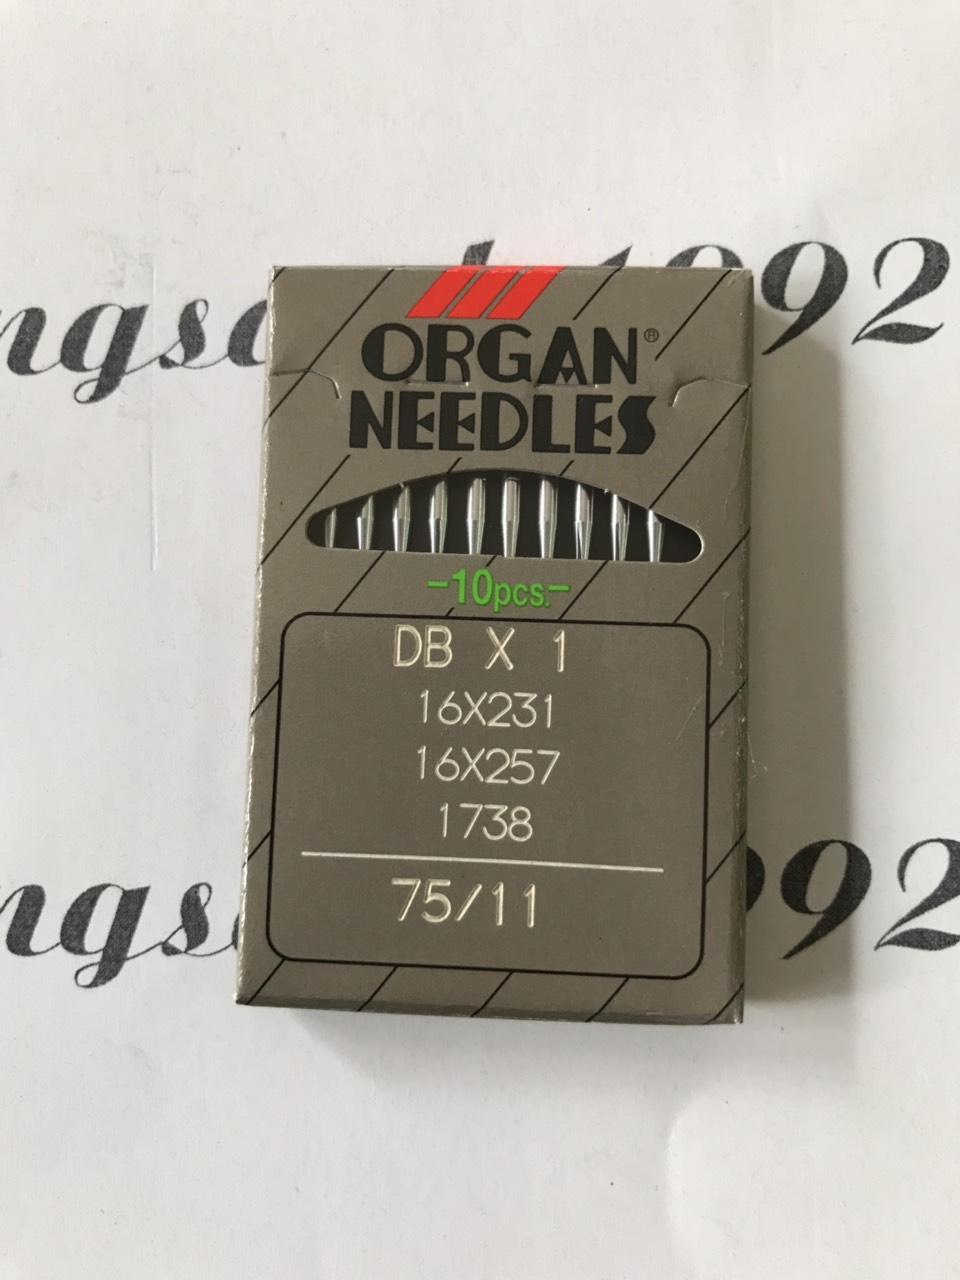 ORGAN®
NEEDLES
-10pcs.-
DB X 1
16X231
16X257
1738
75/11